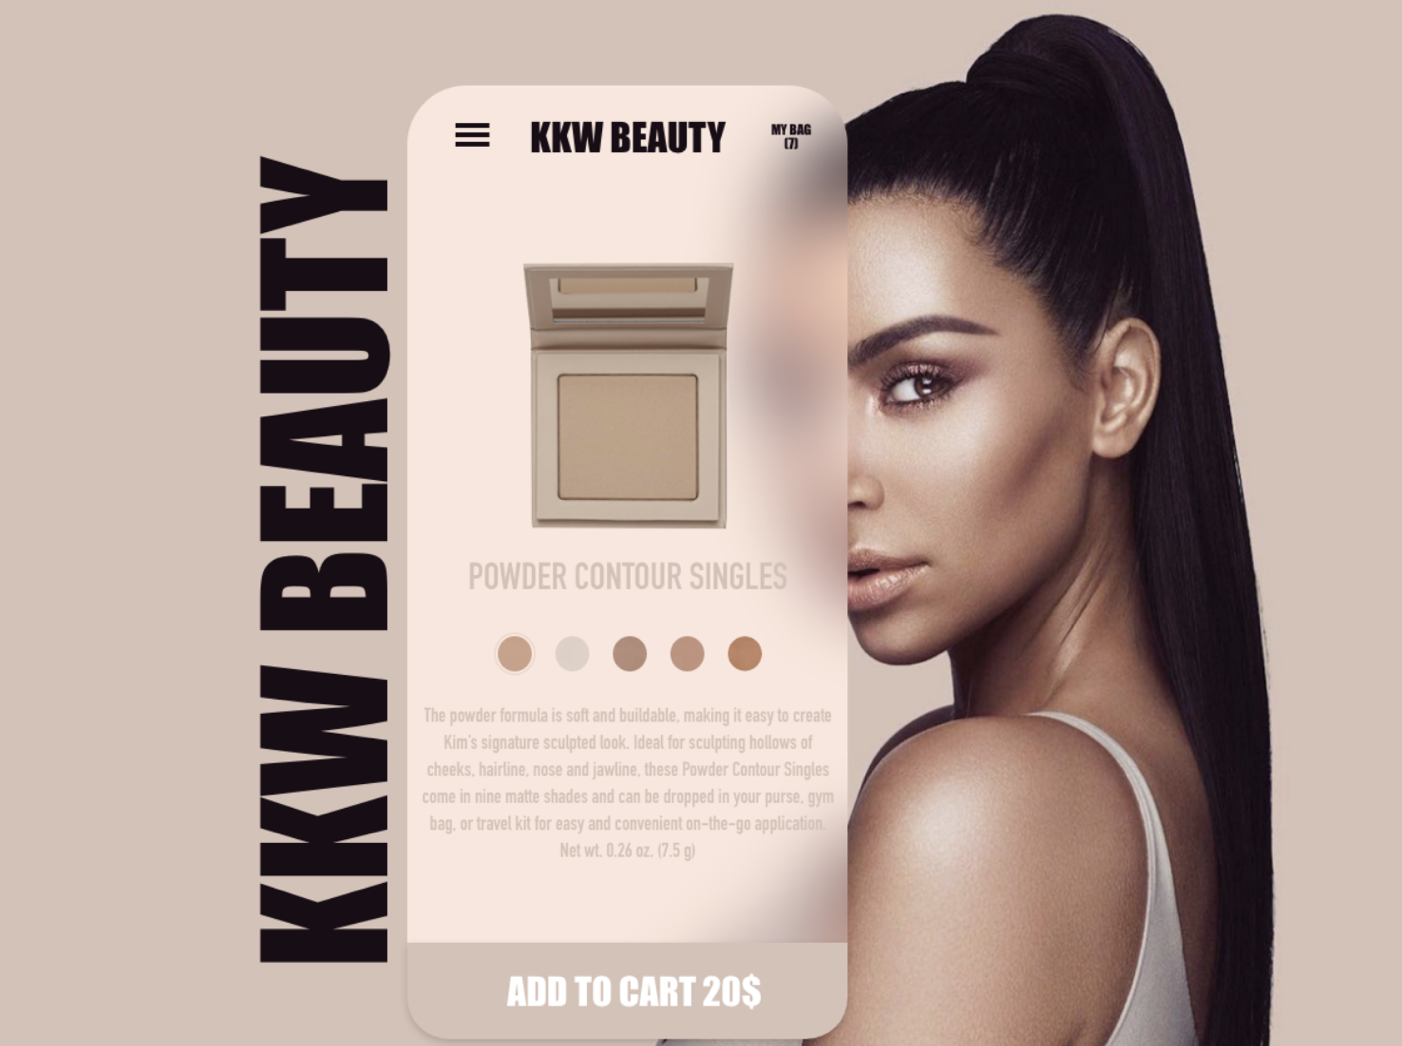 KKW BEAUTY
KKW BEAUTY
MY BAG
(7)
POWDER CONTOUR SINGLES
The powder formula is soft and buildable, making it easy to create
Kim's signature sculpted look. Ideal for sculpting hollows of
cheeks, hairline, nose and jawline, these Powder Contour Singles
come in nine matte shades and can be dropped in your purse, gym
bag, or travel kit for easy and convenient on-the-go application.
Net wt. 0.26 oz. (7.5 g)
ADD TO CART 20$